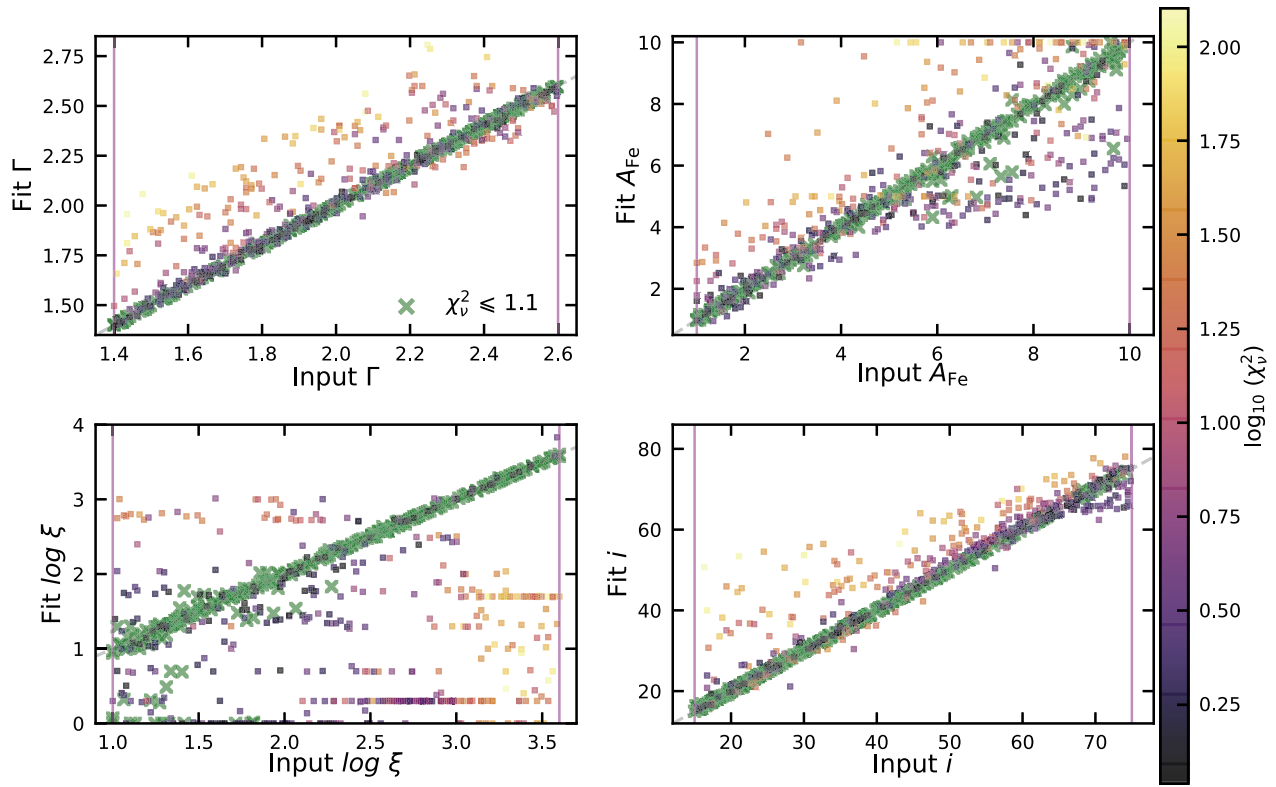 2.75
2.50
2.25
2.00
1.75
1.50
Fit Γ
1.4 1.6 1.8 2.0 2.2 2.4 2.6
Input Γ
χ²ᵥ ⩽ 1.1
10
8
6
4
2
Fit A_Fe
2 4 6 8 10
Input A_Fe
4
3
2
1
0
Fit log ξ
1.0 1.5 2.0 2.5 3.0 3.5
Input log ξ
80
60
40
20
Fit i
20 30 40 50 60 70
Input i
2.00
1.75
1.50
1.25
1.00
0.75
0.50
0.25
log₁₀ (χ²ᵥ)